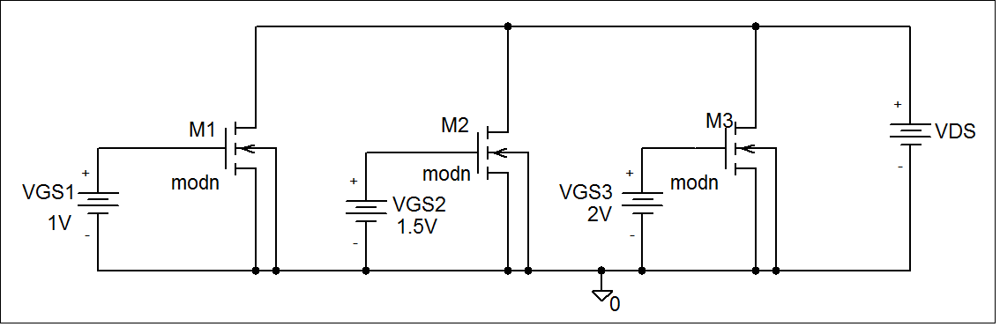 M1
modn
+
VGS1
1V
-
M2
modn
+
VGS2
1.5V
-
M3
modn
+
VGS3
2V
-
+
VDS
-
0